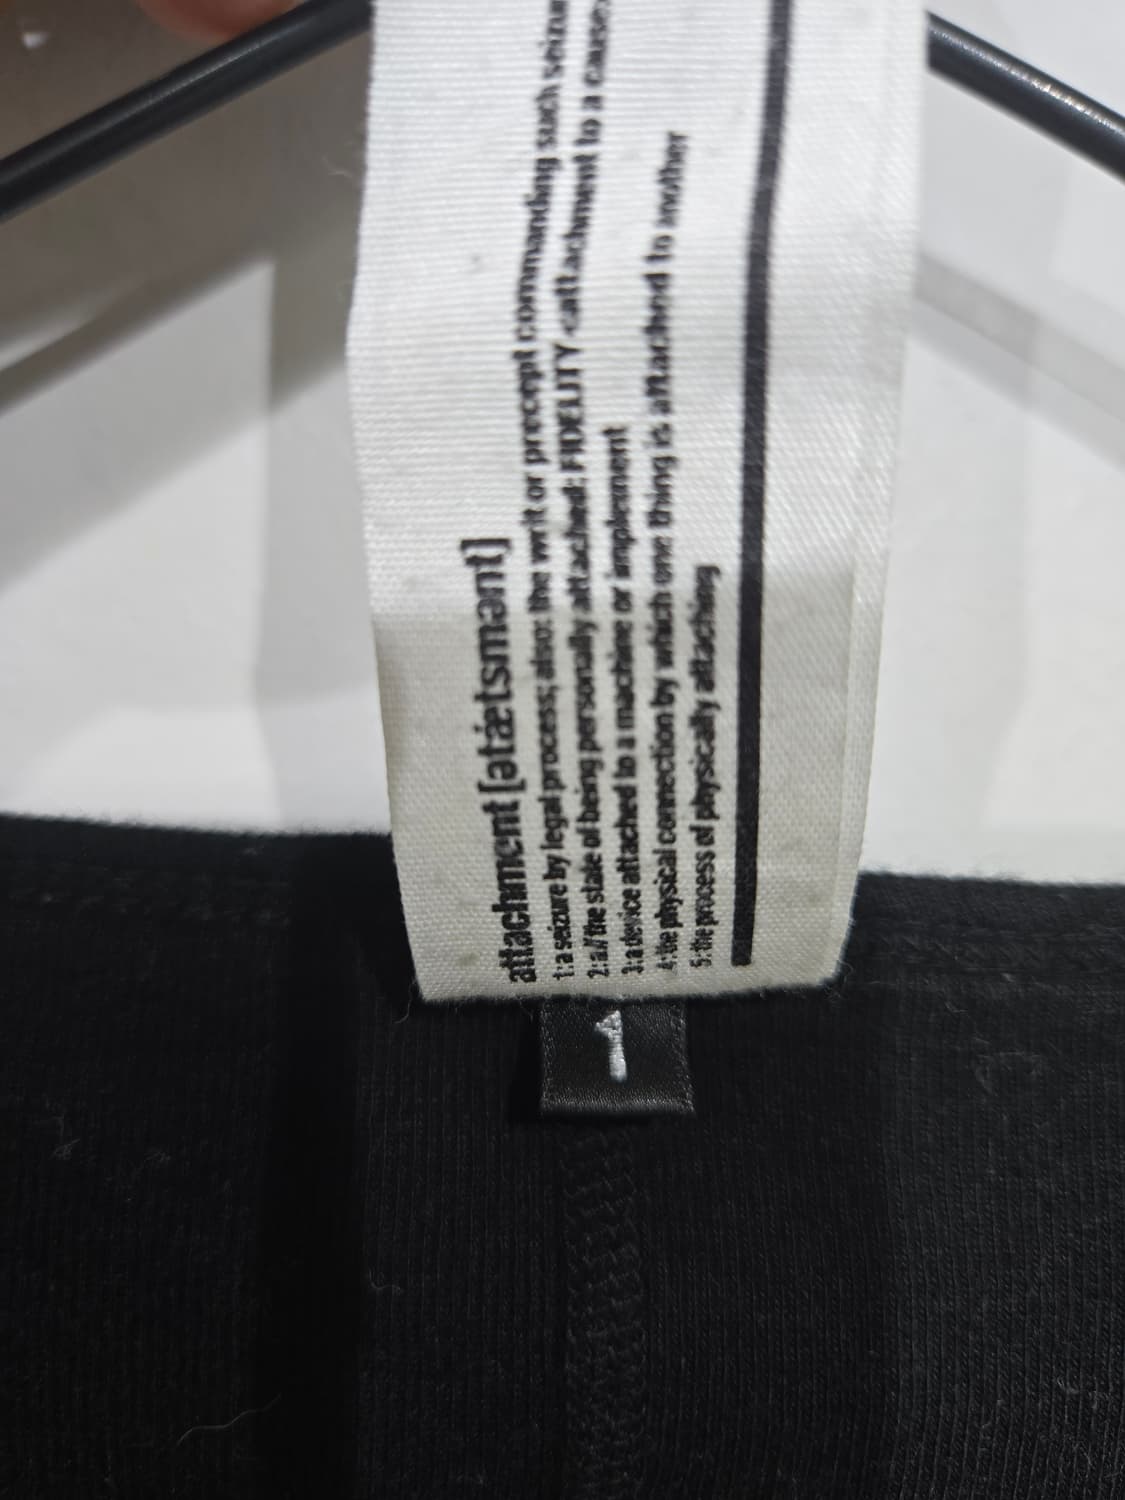 attachment [ətǽtsmənt]
1: a seizure by legal process; also: the writ or precept commanding such seizur
2: a// the state of being personally attached: FIDELITY <attachment to a cause
3: a device attached to a machine or implement
4: the physical connection by which one thing is attached to another
5: the process of physically attaching
1